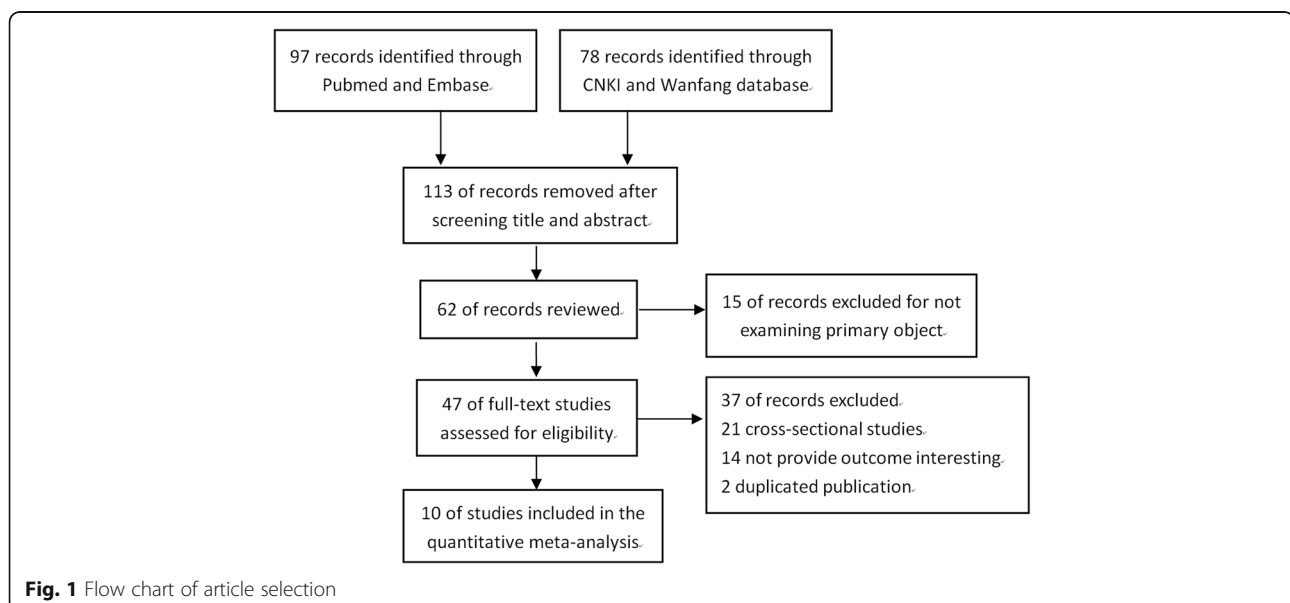 97 records identified through
Pubmed and Embase
78 records identified through
CNKI and Wanfang database
113 of records removed after
screening title and abstract
62 of records reviewed
15 of records excluded for not
examining primary object
47 of full-text studies
assessed for eligibility
37 of records excluded
21 cross-sectional studies
14 not provide outcome interesting
2 duplicated publication
10 of studies included in the
quantitative meta-analysis
Fig. 1 Flow chart of article selection